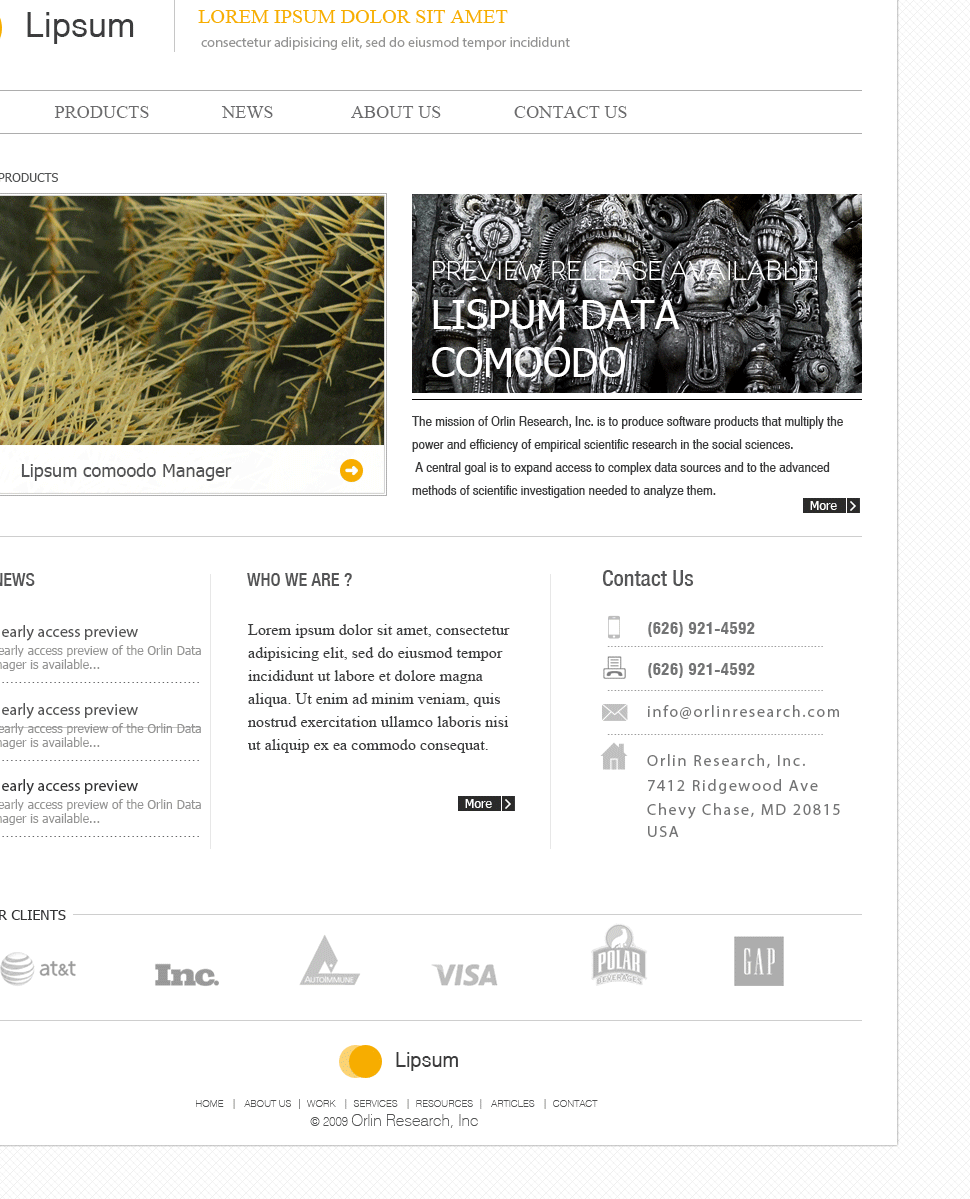 Lipsum
LOREM IPSUM DOLOR SIT AMET
consectetur adipisicing elit, sed do eiusmod tempor incididunt
PRODUCTS NEWS ABOUT US CONTACT US
PRODUCTS
PREVIEW RELEASE AVAILABLE!
LISPUM DATA
COMOODO
Lipsum comoodo Manager
The mission of Orlin Research, Inc. is to produce software products that multiply the
power and efficiency of empirical scientific research in the social sciences.
A central goal is to expand access to complex data sources and to the advanced
methods of scientific investigation needed to analyze them.
More
NEWS
early access preview
early access preview of the Orlin Data
nager is available...
early access preview
early access preview of the Orlin Data
nager is available...
early access preview
early access preview of the Orlin Data
nager is available...
WHO WE ARE ?
Lorem ipsum dolor sit amet, consectetur
adipisicing elit, sed do eiusmod tempor
incididunt ut labore et dolore magna
aliqua. Ut enim ad minim veniam, quis
nostrud exercitation ullamco laboris nisi
ut aliquip ex ea commodo consequat.
More
Contact Us
(626) 921-4592
(626) 921-4592
info@orlinresearch.com
Orlin Research, Inc.
7412 Ridgewood Ave
Chevy Chase, MD 20815
USA
R CLIENTS
at&t
Inc.
AUTOIMMUNE
VISA
POLAR
BEVERAGES
GAP
Lipsum
HOME | ABOUT US | WORK | SERVICES | RESOURCES | ARTICLES | CONTACT
© 2009 Orlin Research, Inc